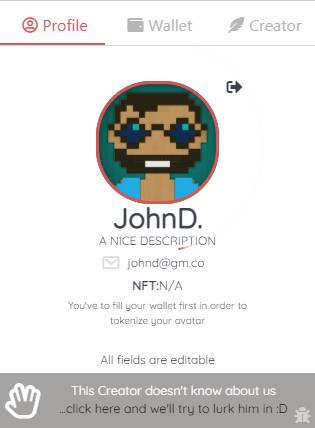 Profile Wallet Creator
JohnD.
A NICE DESCRIPTION
johnd@gm.co
NFT:N/A
You've to fill your wallet first in order to
tokenize your avatar
All fields are editable
This Creator doesn't know about us
...click here and we'll try to lurk him in :D